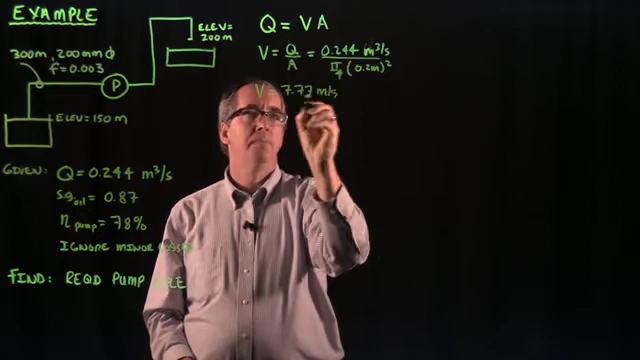 EXAMPLE
ELEV=
200m
300m, 200mm ϕ
f=0.003
P
ELEV=150m
GIVEN: Q=0.244 m³/s
s.g.oil = 0.87
η pump = 78%
IGNORE MINOR
FIND: REQD PUMP
Q = VA
V = Q/A = 0.244 m³/s / π/4 (0.2m)²
V = 7.77 m/s